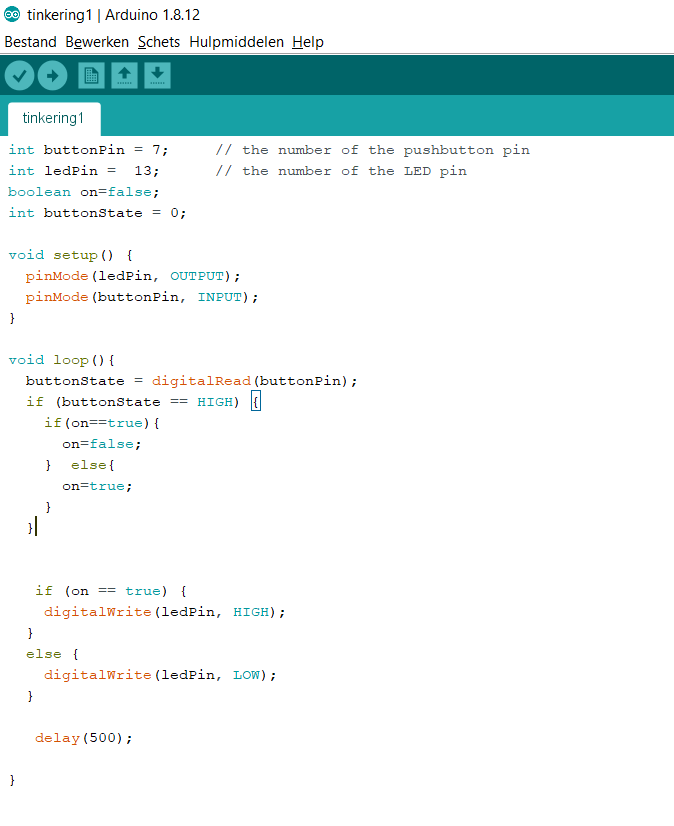 tinkering1 | Arduino 1.8.12
Bestand Bewerken Schets Hulpmiddelen Help
tinkering1
int buttonPin = 7;     // the number of the pushbutton pin
int ledPin =  13;      // the number of the LED pin
boolean on=false;
int buttonState = 0;
void setup() {
  pinMode(ledPin, OUTPUT);
  pinMode(buttonPin, INPUT);
}
void loop(){
  buttonState = digitalRead(buttonPin);
  if (buttonState == HIGH) {
    if(on==true){
      on=false;
    }  else{
      on=true;
    }
  }
   if (on == true) {
    digitalWrite(ledPin, HIGH);
  }
  else {
    digitalWrite(ledPin, LOW);
  }
   delay(500);
}